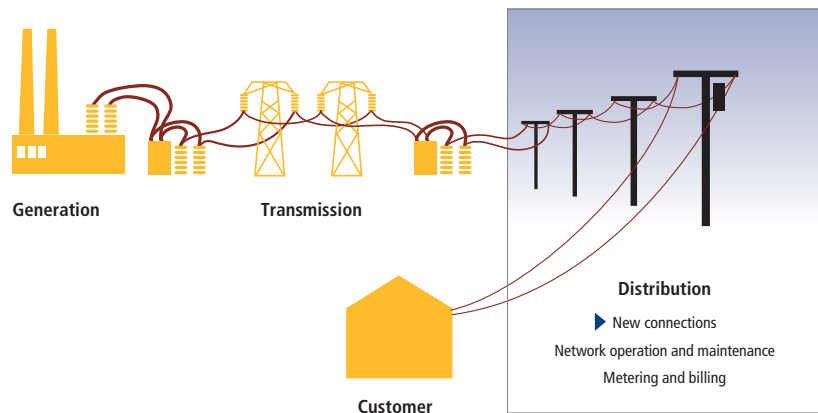 Generation
Transmission
Distribution
New connections
Network operation and maintenance
Metering and billing
Customer